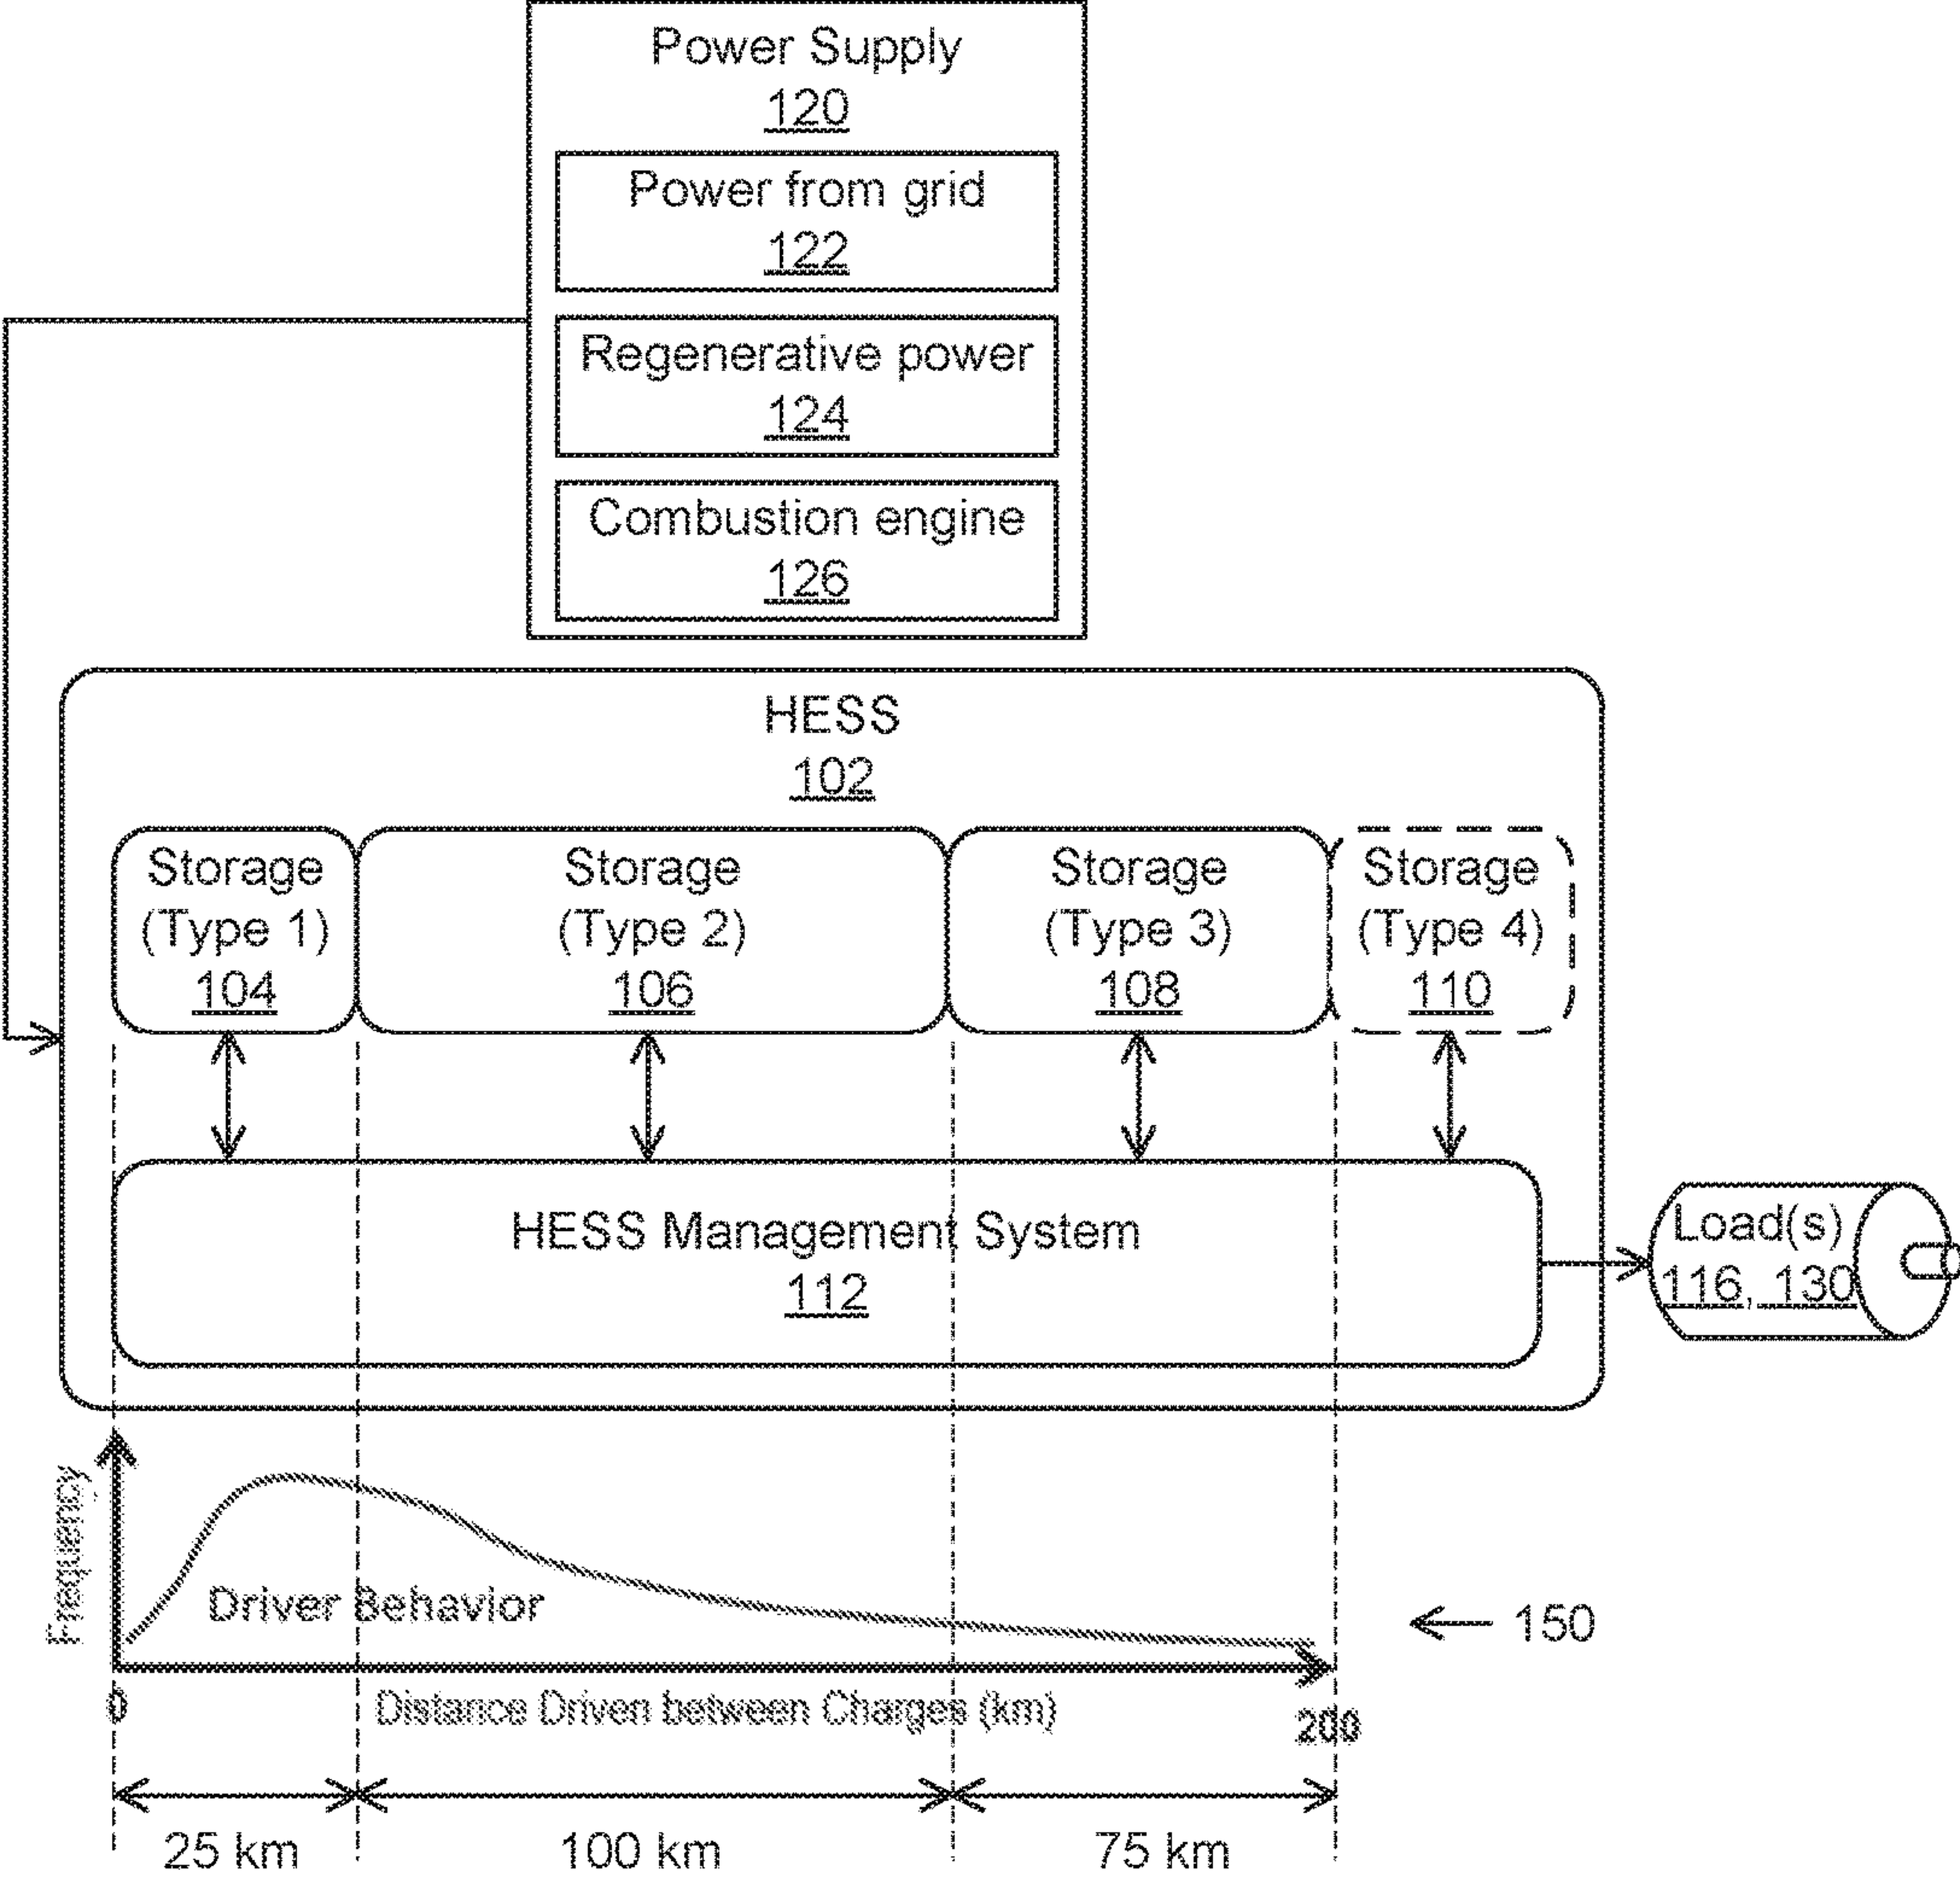 Power Supply
120
Power from grid
122
Regenerative power
124
Combustion engine
126
HESS
102
Storage
(Type 1)
104
Storage
(Type 2)
106
Storage
(Type 3)
108
Storage
(Type 4)
110
HESS Management System
112
Load(s)
116, 130
Frequency
Driver Behavior
150
0
Distance Driven between Charges (km)
200
25 km
100 km
75 km